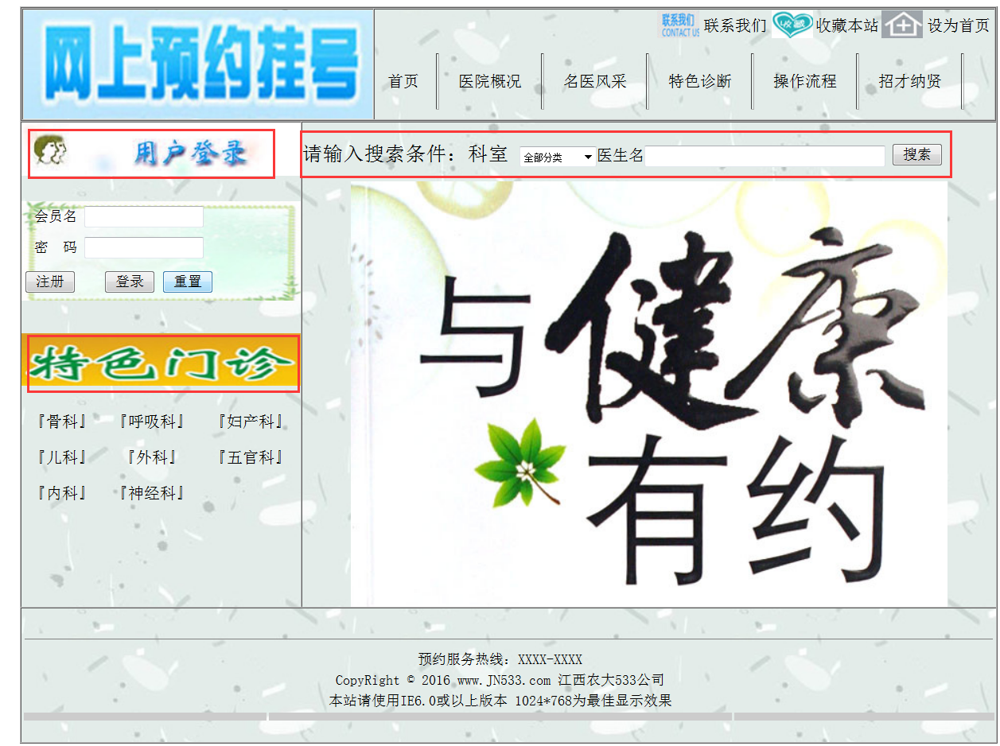 网上预约挂号
联系我们 CONTACT US 联系我们 收藏 收藏本站 设为首页
首页 医院概况 名医风采 特色诊断 操作流程 招才纳贤
用户登录
请输入搜索条件：科室 全部分类 医生名 搜索
会员名
密 码
注册 登录 重置
特色门诊
『骨科』 『呼吸科』 『妇产科』
『儿科』 『外科』 『五官科』
『内科』 『神经科』
与健康
有约
预约服务热线：XXXX-XXXX
CopyRight © 2016 www.JN533.com 江西农大533公司
本站请使用IE6.0或以上版本 1024*768为最佳显示效果